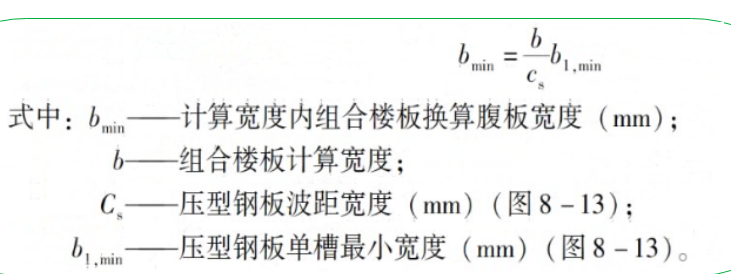 b_min = b/c_s b_1,min
式中：b_min——计算宽度内组合楼板换算腹板宽度（mm）；
b——组合楼板计算宽度；
C_s——压型钢板波距宽度（mm）（图8-13）；
b_1,min——压型钢板单槽最小宽度（mm）（图8-13）。